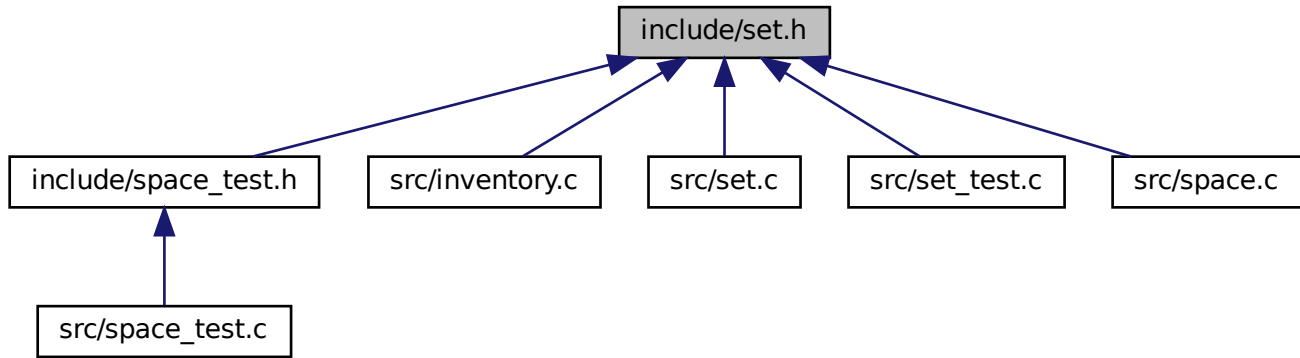 include/set.h
include/space_test.h
src/inventory.c
src/set.c
src/set_test.c
src/space.c
src/space_test.c